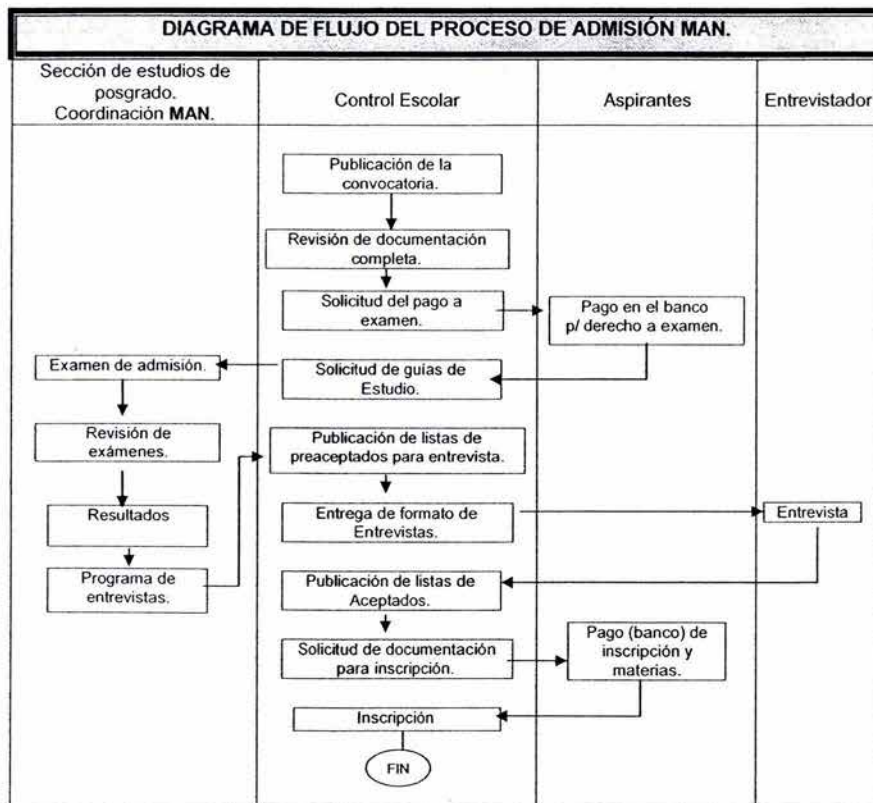 DIAGRAMA DE FLUJO DEL PROCESO DE ADMISIÓN MAN.
Sección de estudios de
posgrado.
Coordinación MAN.
Control Escolar
Aspirantes
Entrevistador
Publicación de la
convocatoria.
Revisión de documentación
completa.
Solicitud del pago a
examen.
Pago en el banco
p/ derecho a examen.
Examen de admisión.
Solicitud de guías de
Estudio.
Revisión de
exámenes.
Publicación de listas de
preaceptados para entrevista.
Resultados
Entrega de formato de
Entrevistas.
Entrevista
Programa de
entrevistas.
Publicación de listas de
Aceptados.
Solicitud de documentación
para inscripción.
Pago (banco) de
inscripción y
materias.
Inscripción
FIN